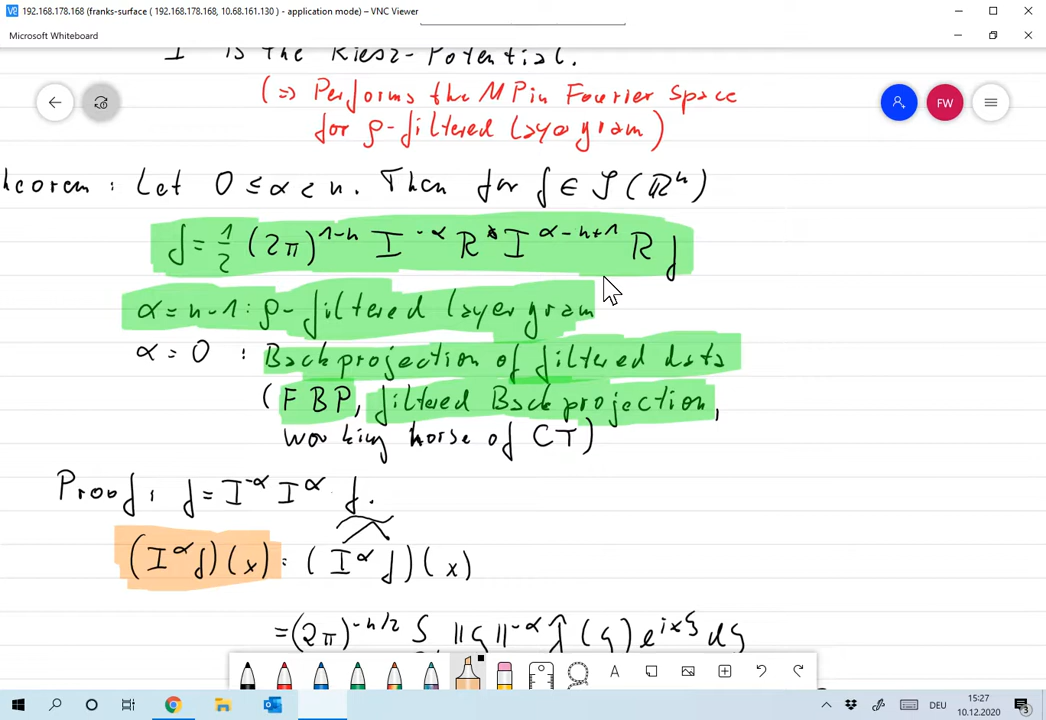 192.168.178.168 (franks-surface ( 192.168.178.168, 10.68.161.130 ) - application mode) - VNC Viewer
Microsoft Whiteboard
I is the Riesz-Potential.
(=> Performs the MP in Fourier Space
for ρ-filtered layergram)
FW
heorem: Let 0 ≤ α < n. Then for f ∈ S(ℝⁿ)
f = 1/2 (2π)^{1-n} I^{-α} R* I^{α-n+1} R f
α = n-1: ρ-filtered layergram
α = 0 : Backprojection of filtered data
(FBP, filtered Backprojection,
working horse of CT)
Proof: f = I^{-α} I^{α} f.
(I^α f)(x) = (I^α f)(x)
= (2π)^{-n/2} ∫ ||ξ||^{-α} f̂(ξ) e^{ixξ} dξ
A
DEU
15:27
10.12.2020
3